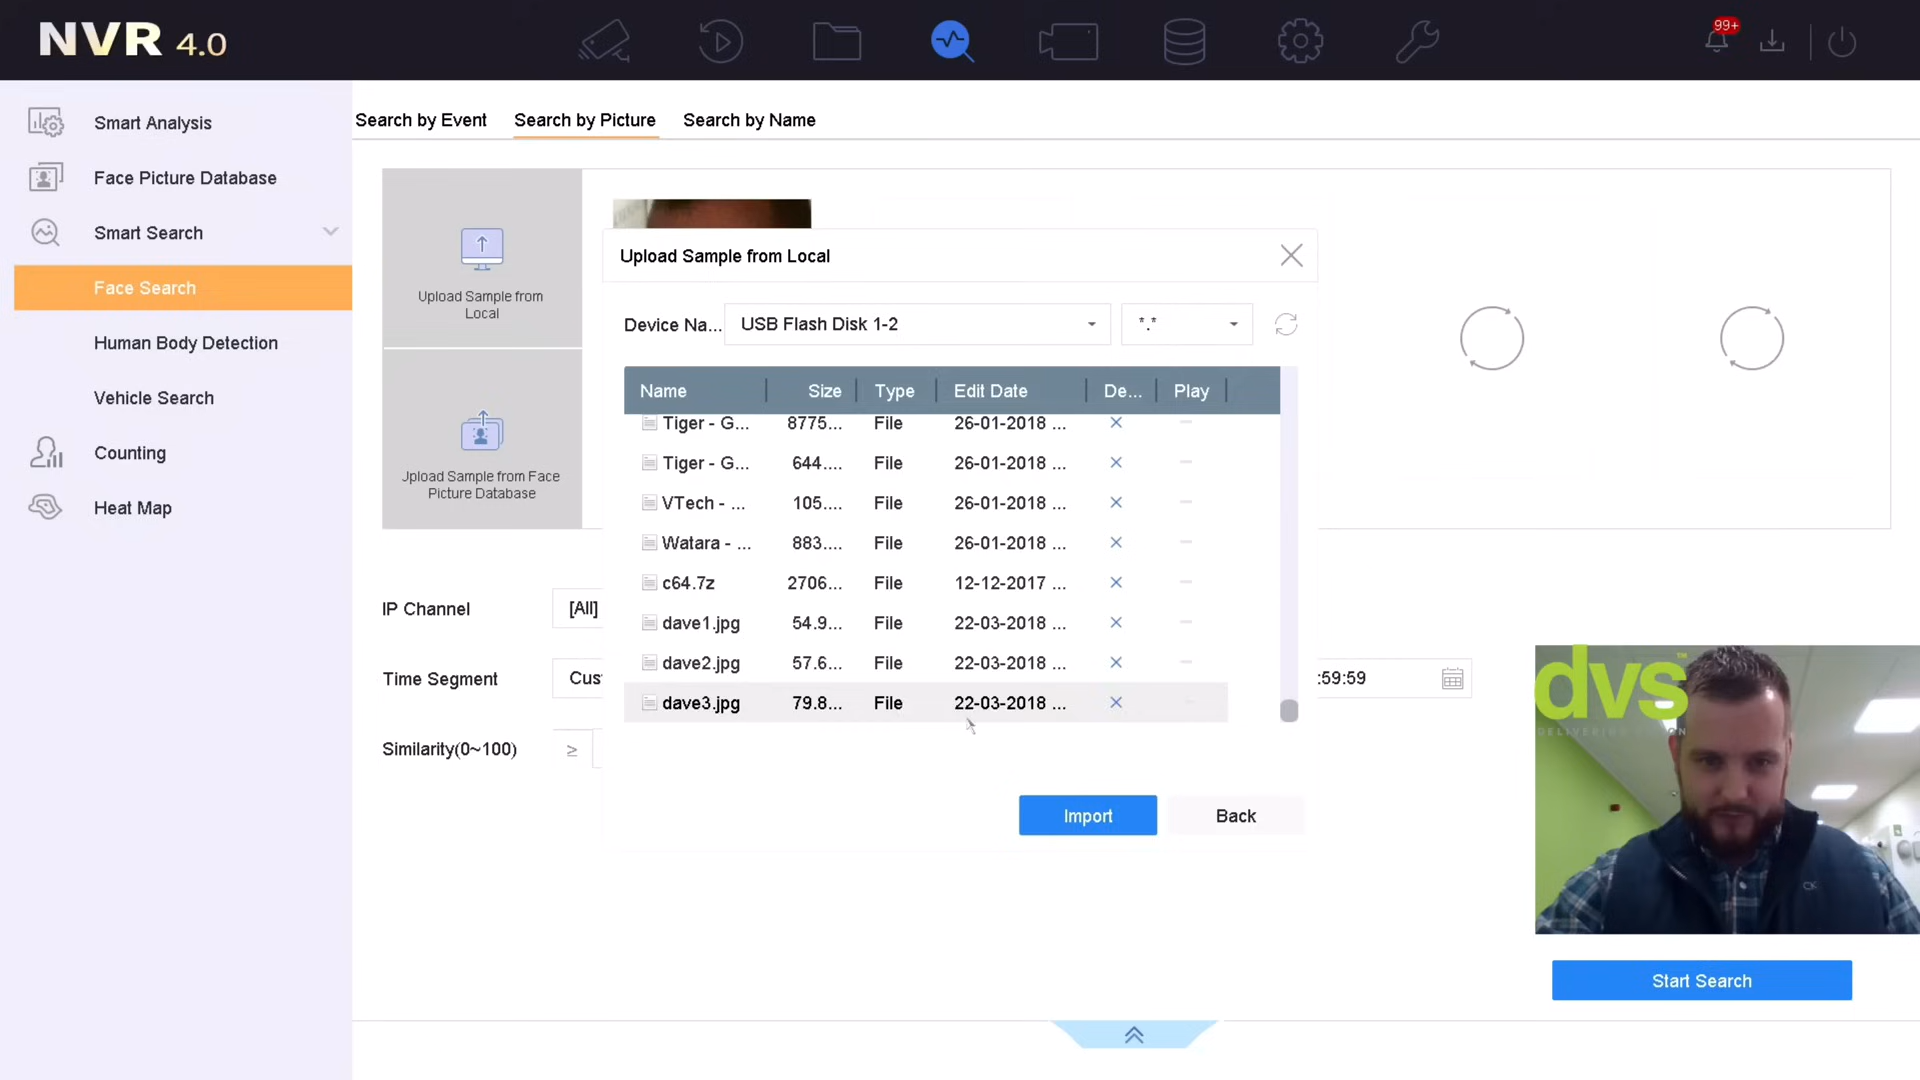 NVR 4.0
99+
Smart Analysis
Face Picture Database
Smart Search
Face Search
Human Body Detection
Vehicle Search
Counting
Heat Map
Search by Event Search by Picture Search by Name
Upload Sample from
Local
Upload Sample from Face
Picture Database
Upload Sample from Local
Device Na... USB Flash Disk 1-2 *.*
Name Size Type Edit Date De... Play
Tiger - G... 8775... File 26-01-2018 ...
Tiger - G... 644.... File 26-01-2018 ...
VTech - ... 105.... File 26-01-2018 ...
Watara - ... 883.... File 26-01-2018 ...
c64.7z 2706... File 12-12-2017 ...
dave1.jpg 54.9... File 22-03-2018 ...
dave2.jpg 57.6... File 22-03-2018 ...
dave3.jpg 79.8... File 22-03-2018 ...
Import Back
IP Channel [All]
Time Segment Cus :59:59
Similarity(0~100) ≥
dvs™
CK
Start Search